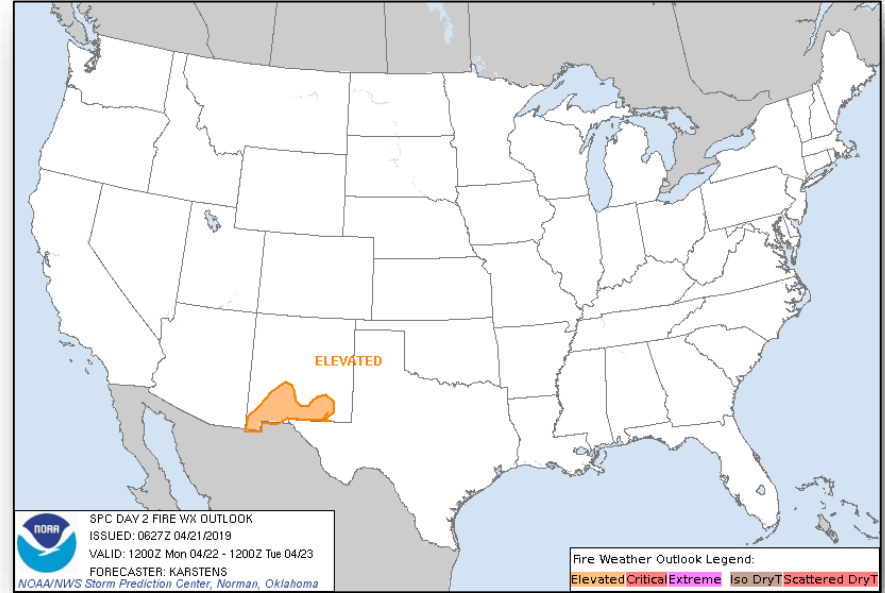 ELEVATED
NOAA
SPC DAY 2 FIRE WX OUTLOOK
ISSUED: 0627Z 04/21/2019
VALID: 1200Z Mon 04/22 - 1200Z Tue 04/23
FORECASTER: KARSTENS
NOAA/NWS Storm Prediction Center, Norman, Oklahoma
Fire Weather Outlook Legend:
Elevated Critical Extreme Iso DryT Scattered DryT